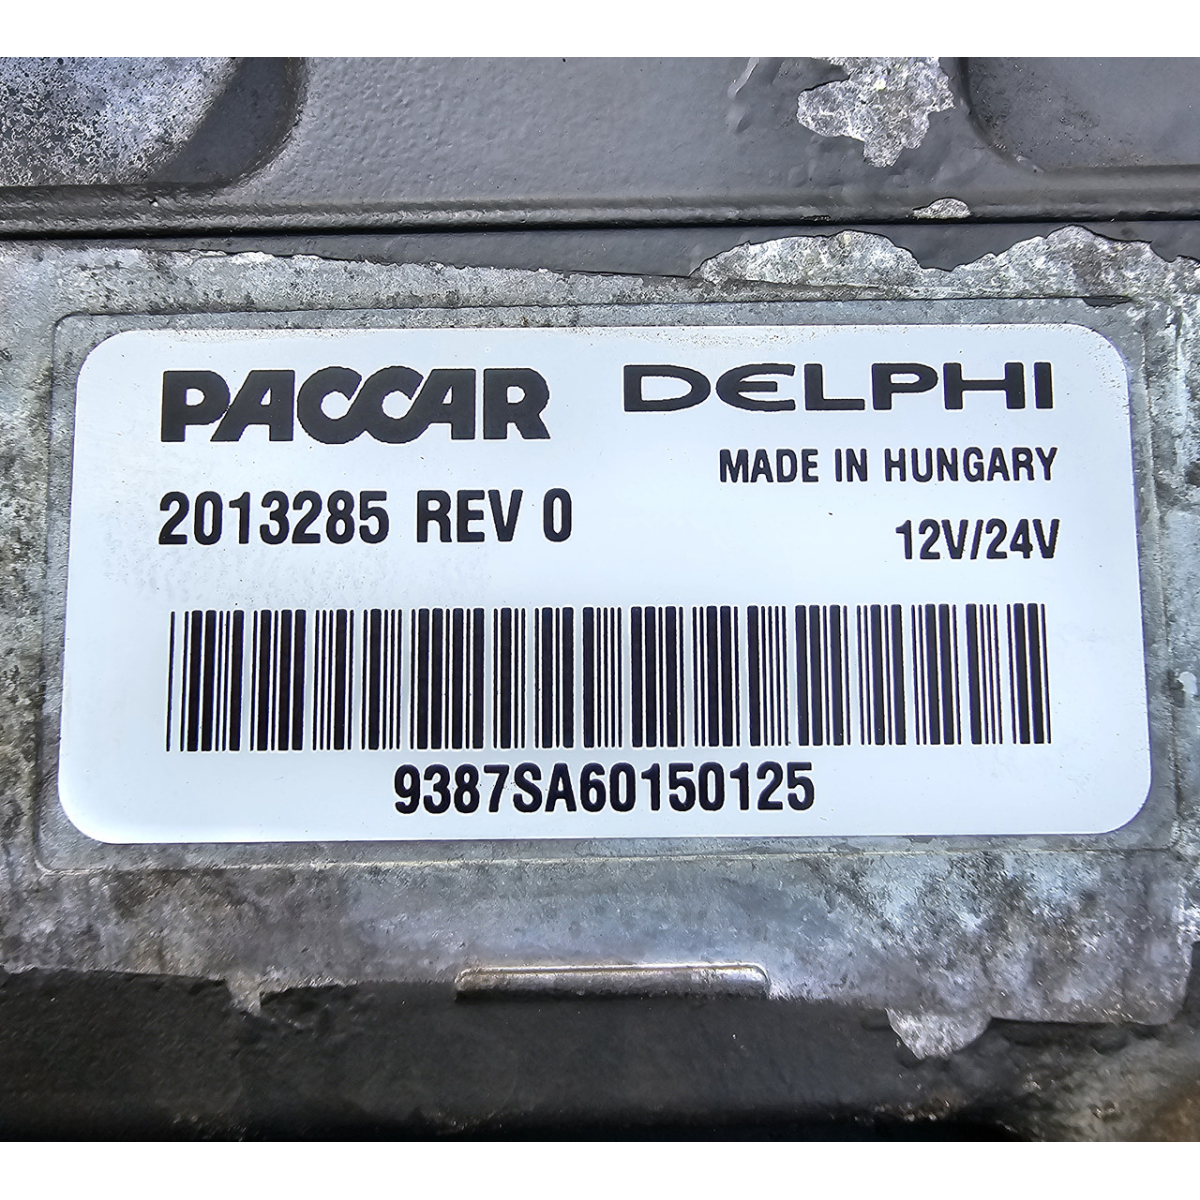 PACCAR DELPHI
MADE IN HUNGARY
2013285 REV 0
12V/24V
9387SA60150125